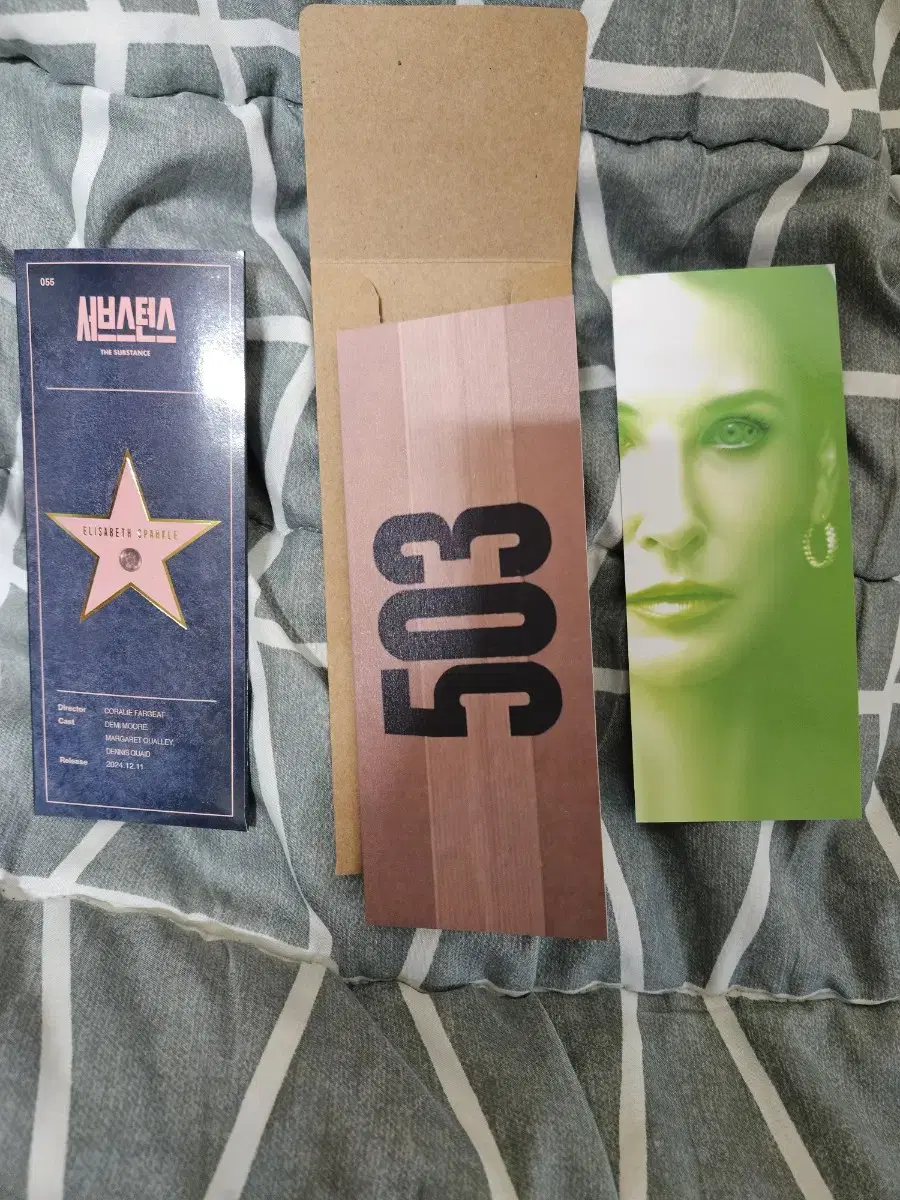 055
서브스턴스
THE SUBSTANCE
ELISABETH SPARKLE
Director CORALIE FARGEAT
Cast DEMI MOORE,
MARGARET QUALLEY,
DENNIS QUAID
Release 2024.12.11
503